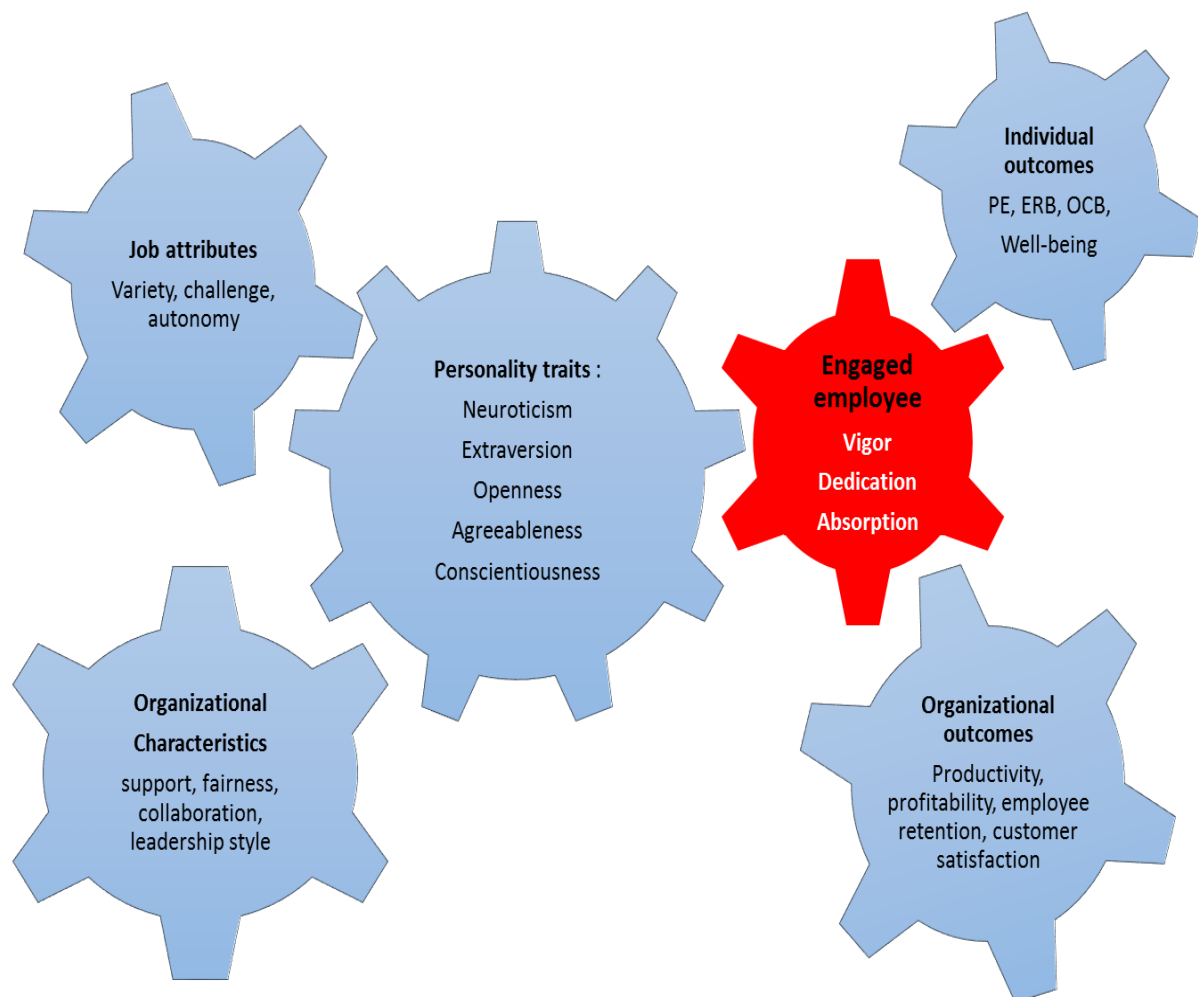 Job attributes
Variety, challenge,
autonomy
Organizational
Characteristics
support, fairness,
collaboration,
leadership style
Personality traits :
Neuroticism
Extraversion
Openness
Agreeableness
Conscientiousness
Engaged
employee
Vigor
Dedication
Absorption
Individual
outcomes
PE, ERB, OCB,
Well-being
Organizational
outcomes
Productivity,
profitability, employee
retention, customer
satisfaction